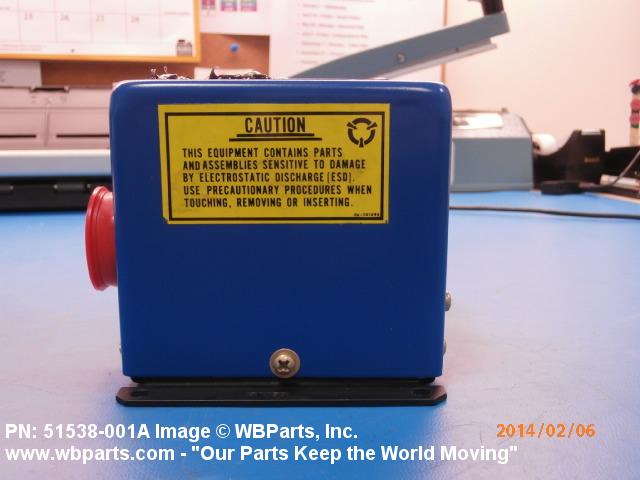 CAUTION
THIS EQUIPMENT CONTAINS PARTS
AND ASSEMBLIES SENSITIVE TO DAMAGE
BY ELECTROSTATIC DISCHARGE [ESD].
USE PRECAUTIONARY PROCEDURES WHEN
TOUCHING, REMOVING OR INSERTING.
PN: 51538-001A Image © WBParts, Inc.
2014/02/06
www.wbparts.com - "Our Parts Keep the World Moving"